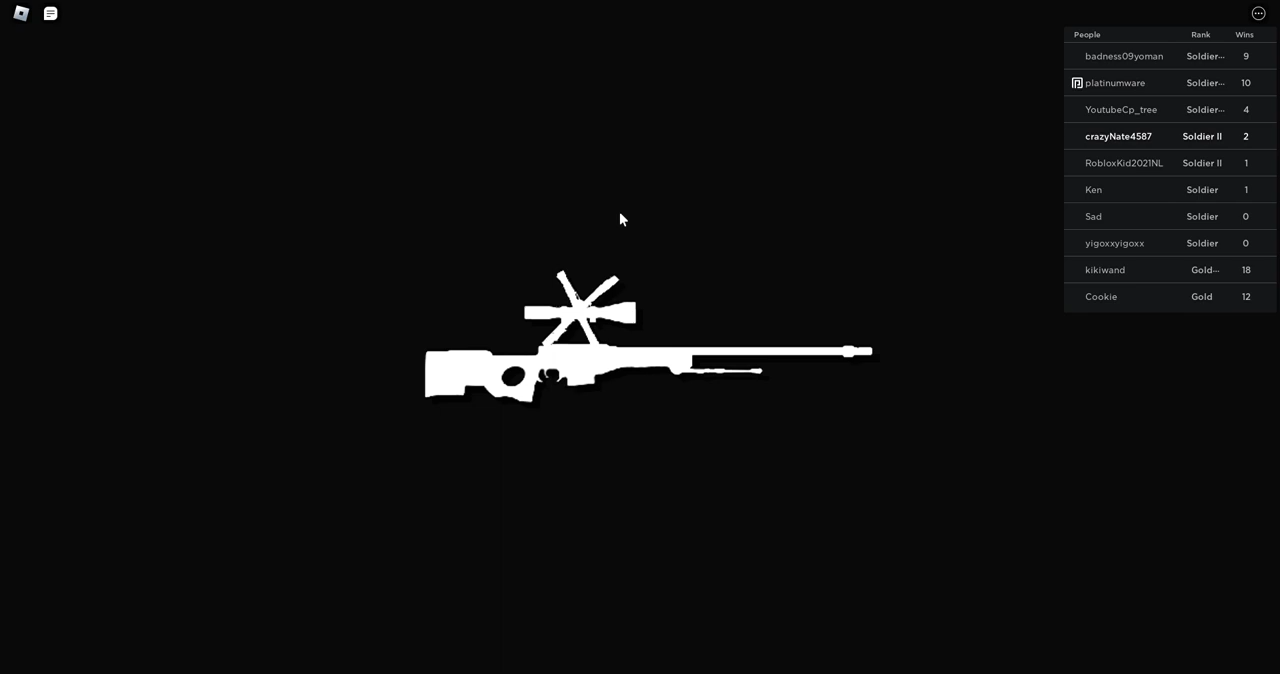 People Rank Wins
badness09yoman Soldier... 9
platinumware Soldier... 10
YoutubeCp_tree Soldier... 4
crazyNate4587 Soldier II 2
RobloxKid2021NL Soldier II 1
Ken Soldier 1
Sad Soldier 0
yigoxxyigoxx Soldier 0
kikiwand Gold... 18
Cookie Gold 12